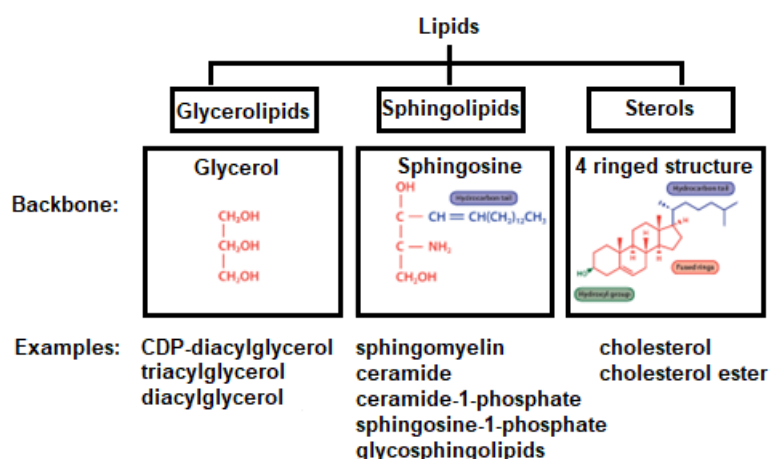 Lipids
Glycerolipids Sphingolipids Sterols
Backbone:
Glycerol
CH₂OH
CH₃OH
CH₂OH
Sphingosine
OH
Hydrocarbon tail
C — CH = CH(CH₂)₁₂CH₃
C — NH₂
CH₂OH
4 ringed structure
Hydrocarbon tail
H
H H
HO
Fused rings
Hydroxyl group
Examples:
CDP-diacylglycerol
triacylglycerol
diacylglycerol
sphingomyelin
ceramide
ceramide-1-phosphate
sphingosine-1-phosphate
glycosphingolipids
cholesterol
cholesterol ester